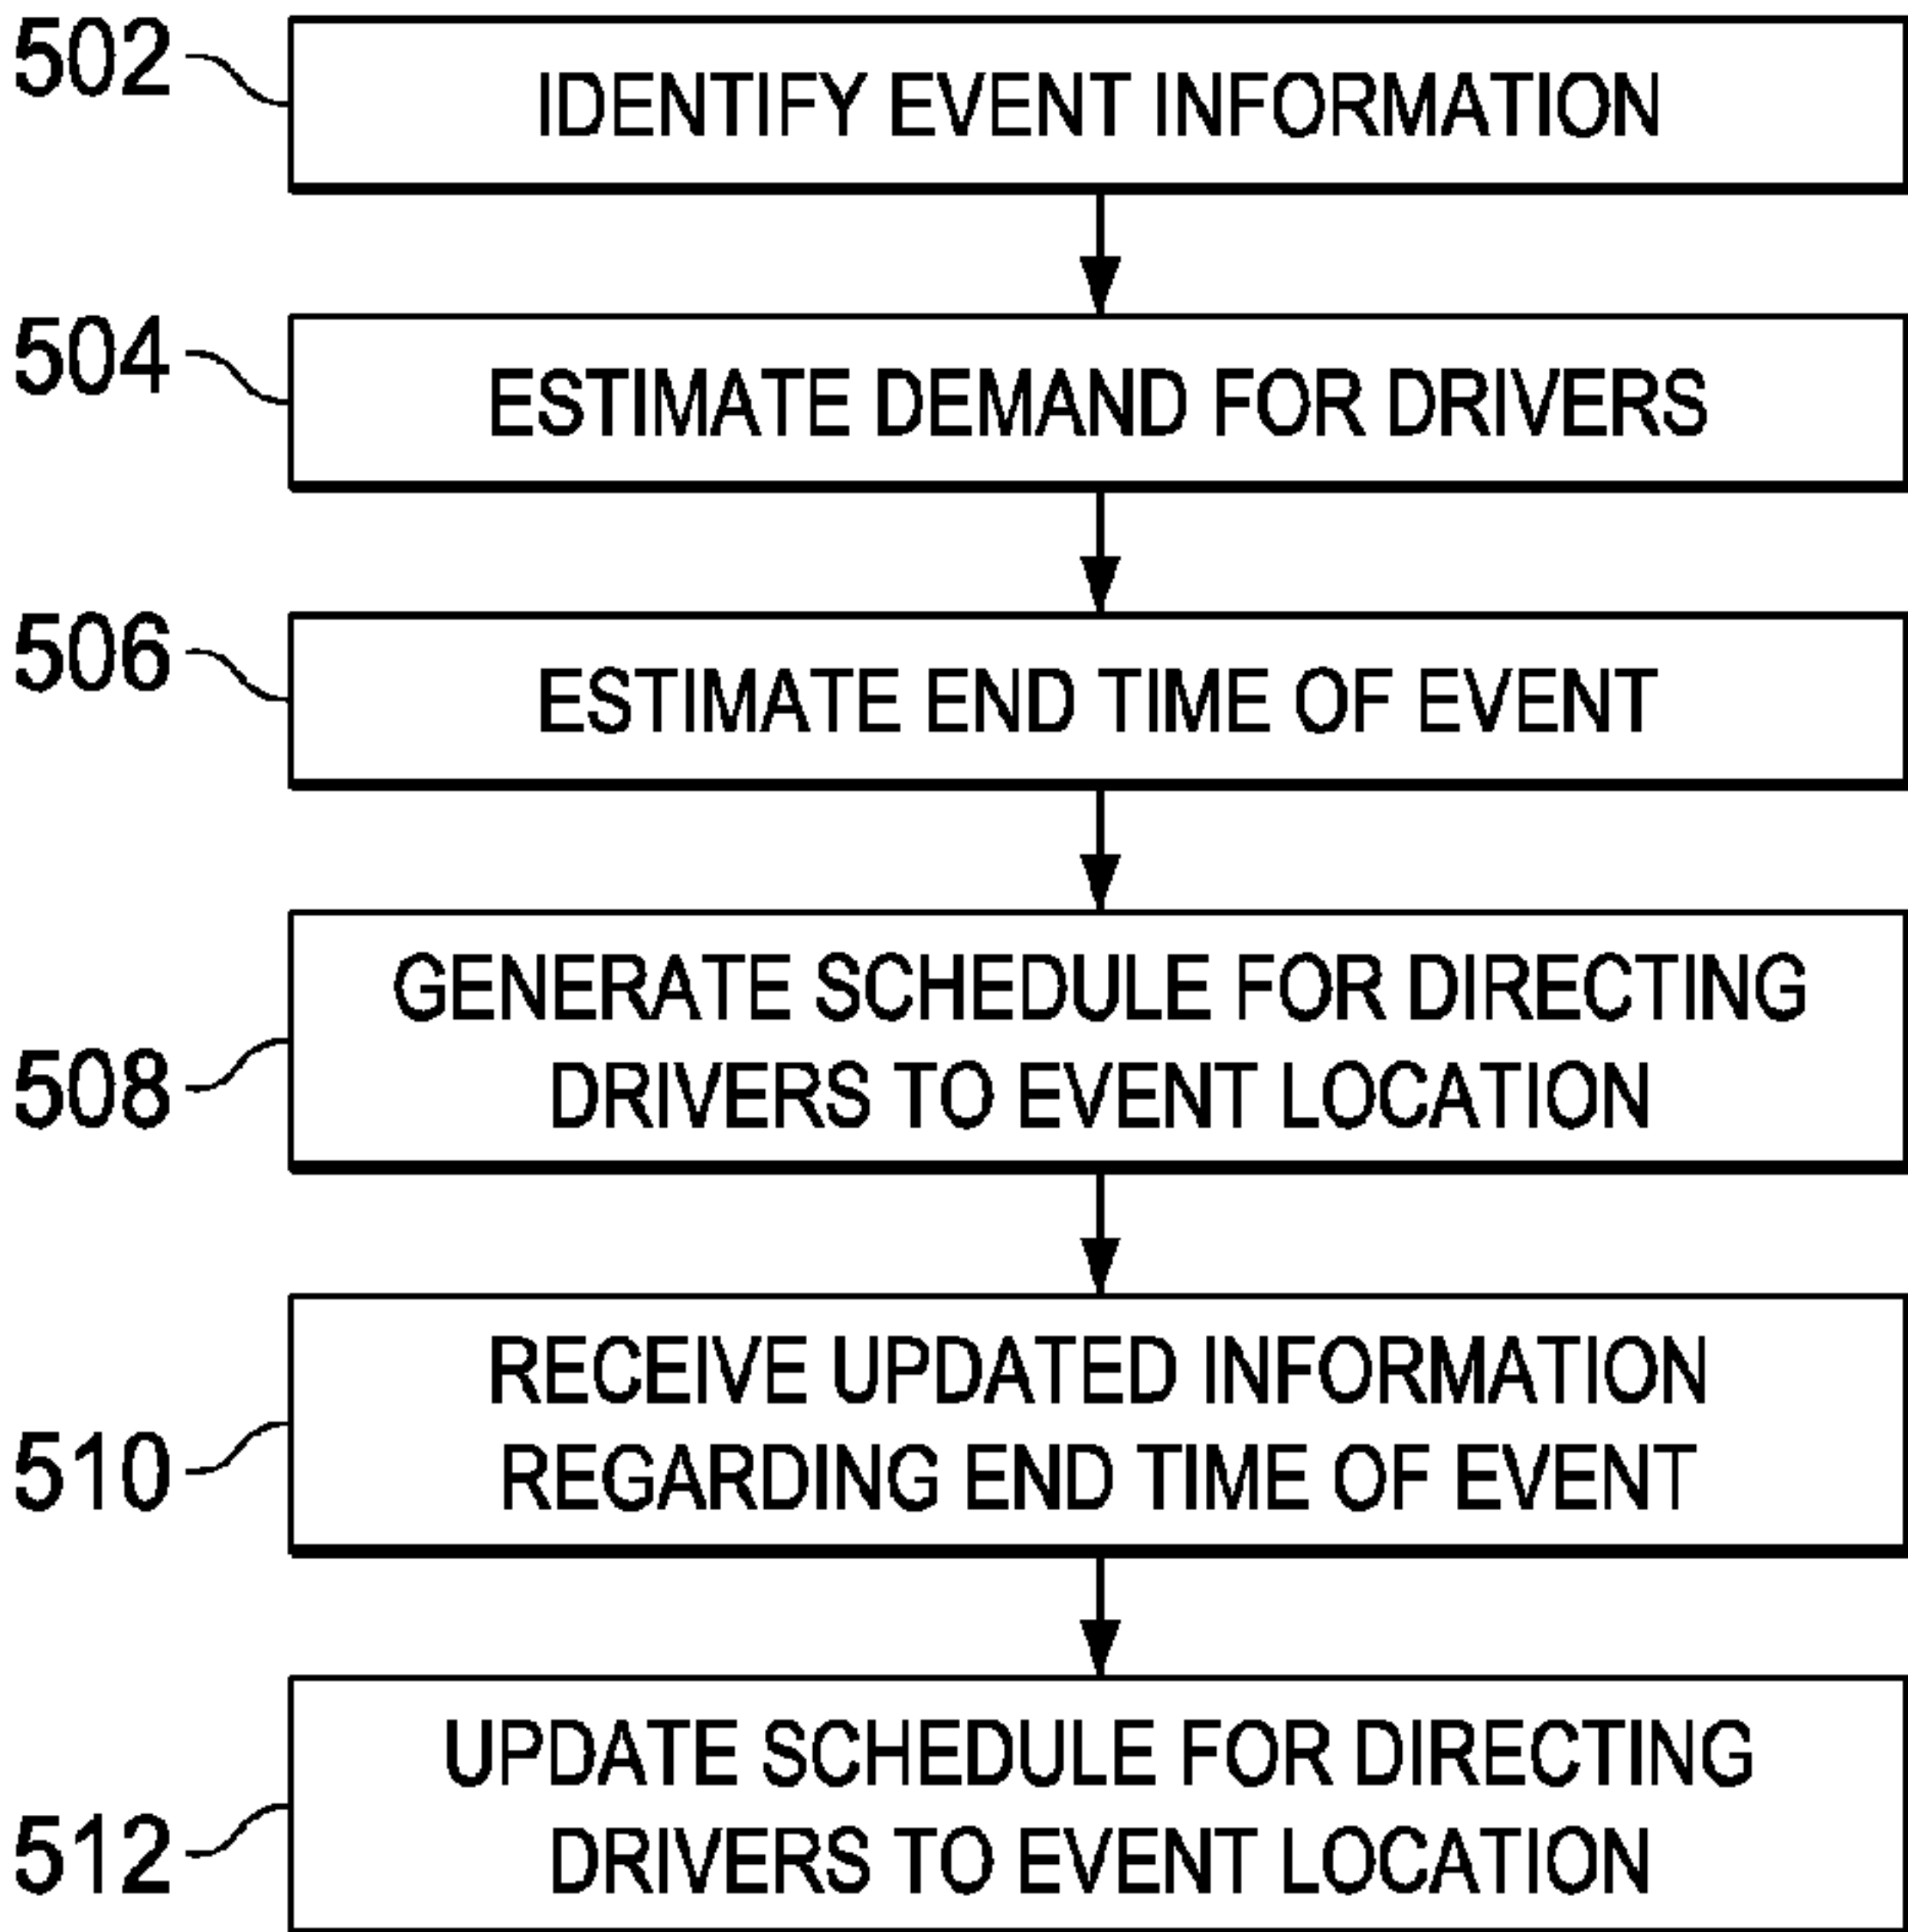 502
IDENTIFY EVENT INFORMATION
504
ESTIMATE DEMAND FOR DRIVERS
506
ESTIMATE END TIME OF EVENT
508
GENERATE SCHEDULE FOR DIRECTING
DRIVERS TO EVENT LOCATION
510
RECEIVE UPDATED INFORMATION
REGARDING END TIME OF EVENT
512
UPDATE SCHEDULE FOR DIRECTING
DRIVERS TO EVENT LOCATION